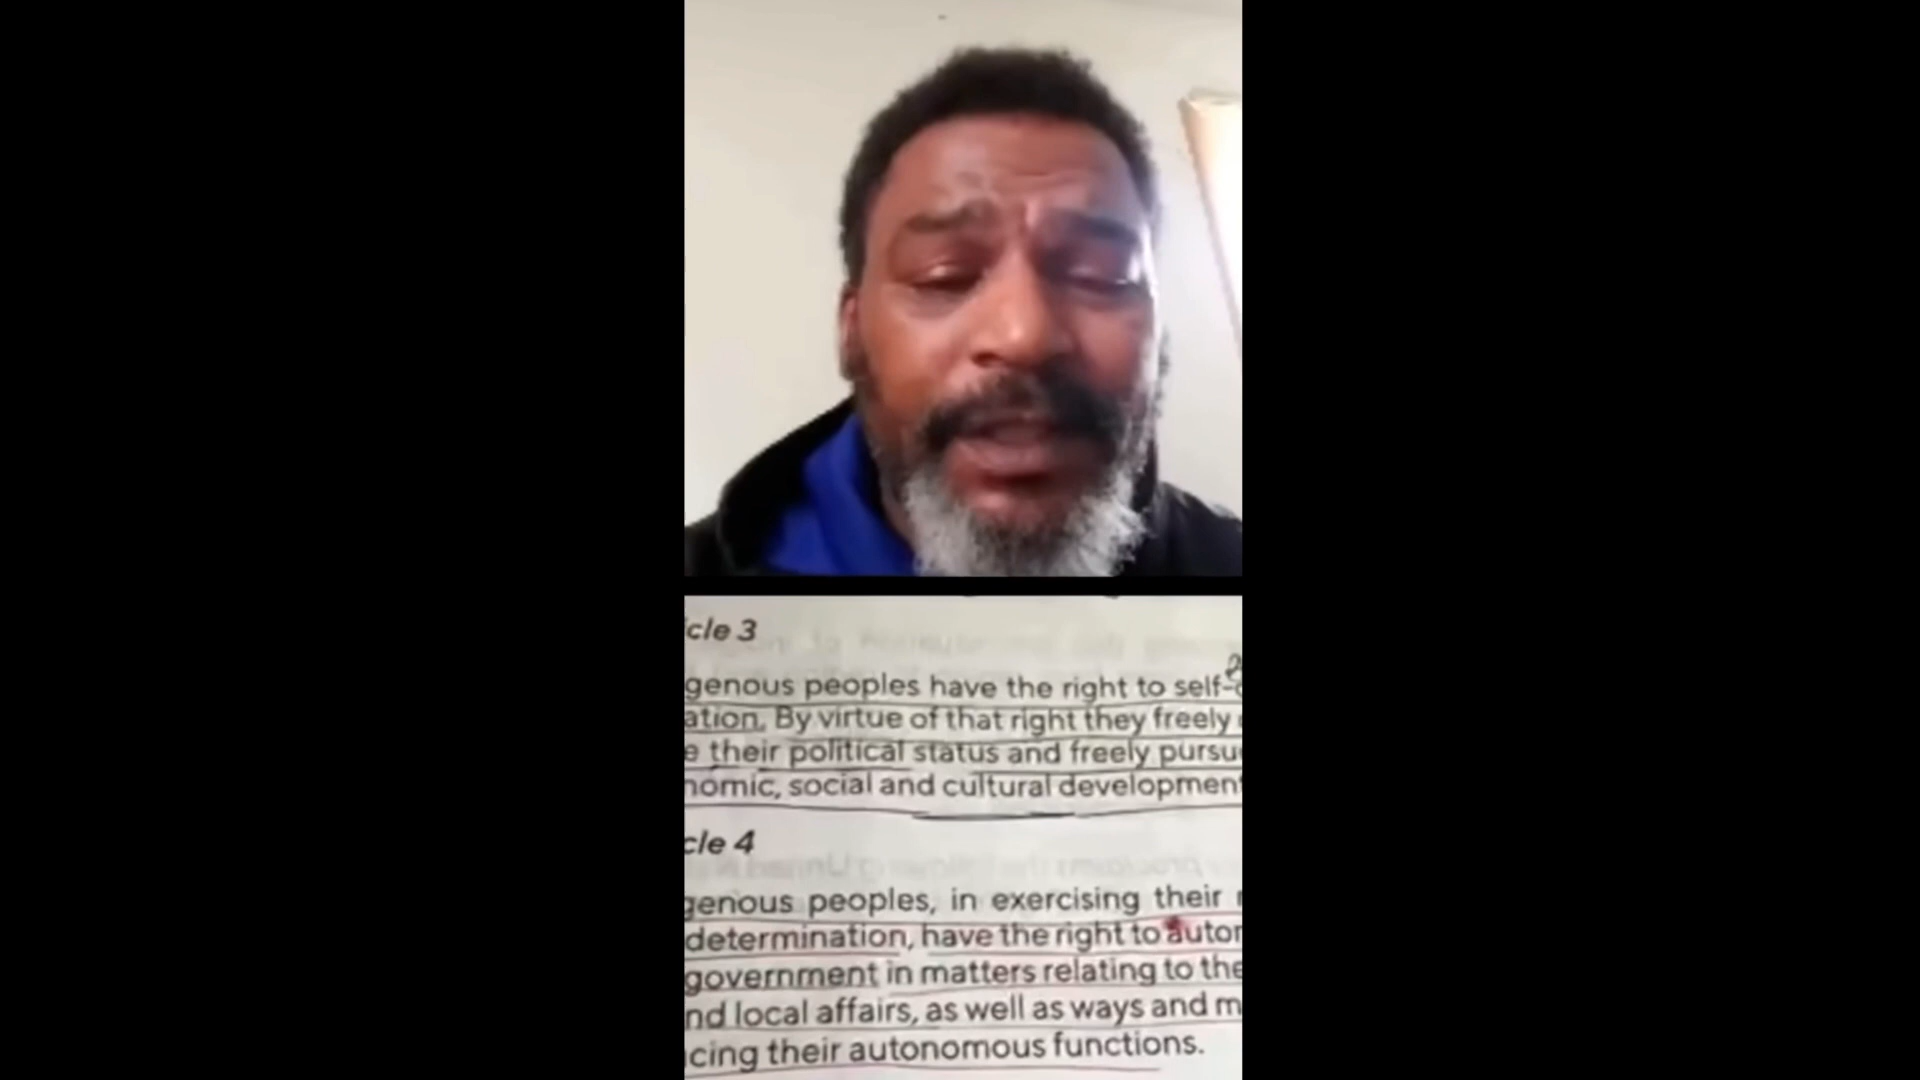 cle 3
genous peoples have the right to self-
ation. By virtue of that right they freely
e their political status and freely pursu
nomic, social and cultural development
cle 4
genous peoples, in exercising their
determination, have the right to auton
government in matters relating to the
nd local affairs, as well as ways and m
cing their autonomous functions.